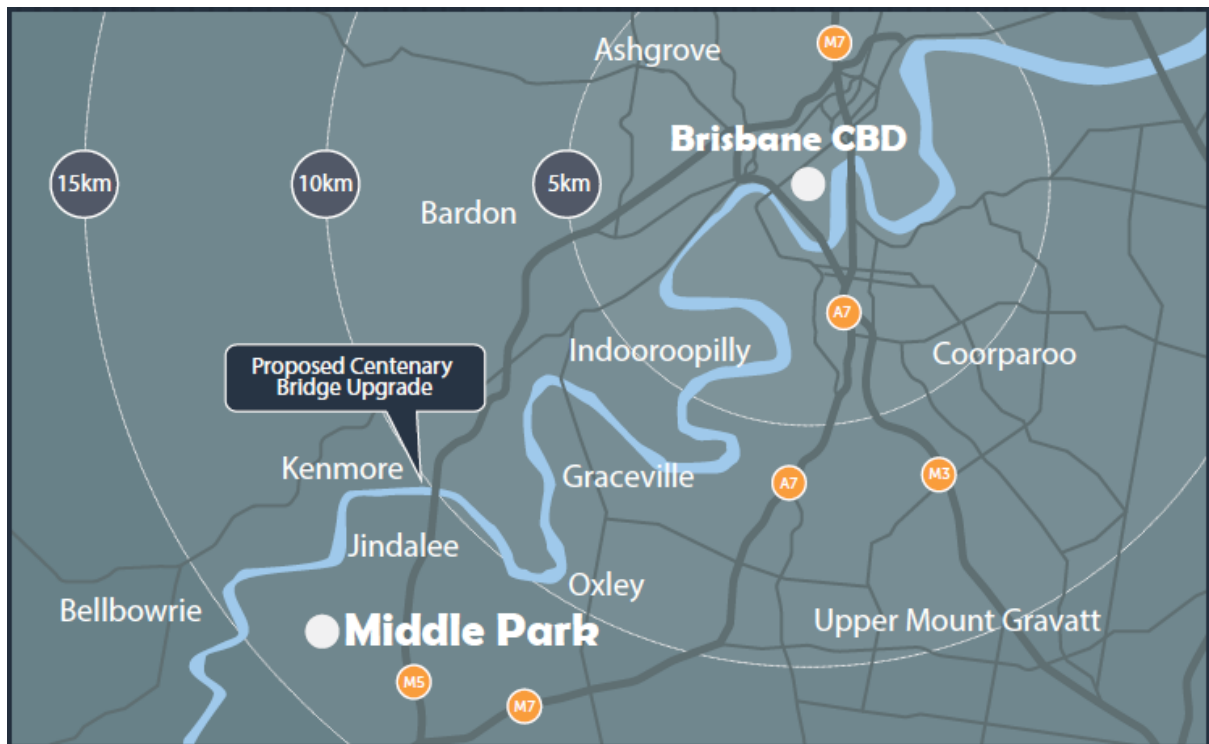 Ashgrove
M7
Brisbane CBD
15km
10km
5km
Bardon
A7
Indooroopilly
Coorparoo
Proposed Centenary
Bridge Upgrade
Kenmore
Graceville
A7
M3
Jindalee
Oxley
Bellbowrie
Middle Park
Upper Mount Gravatt
M5
M7